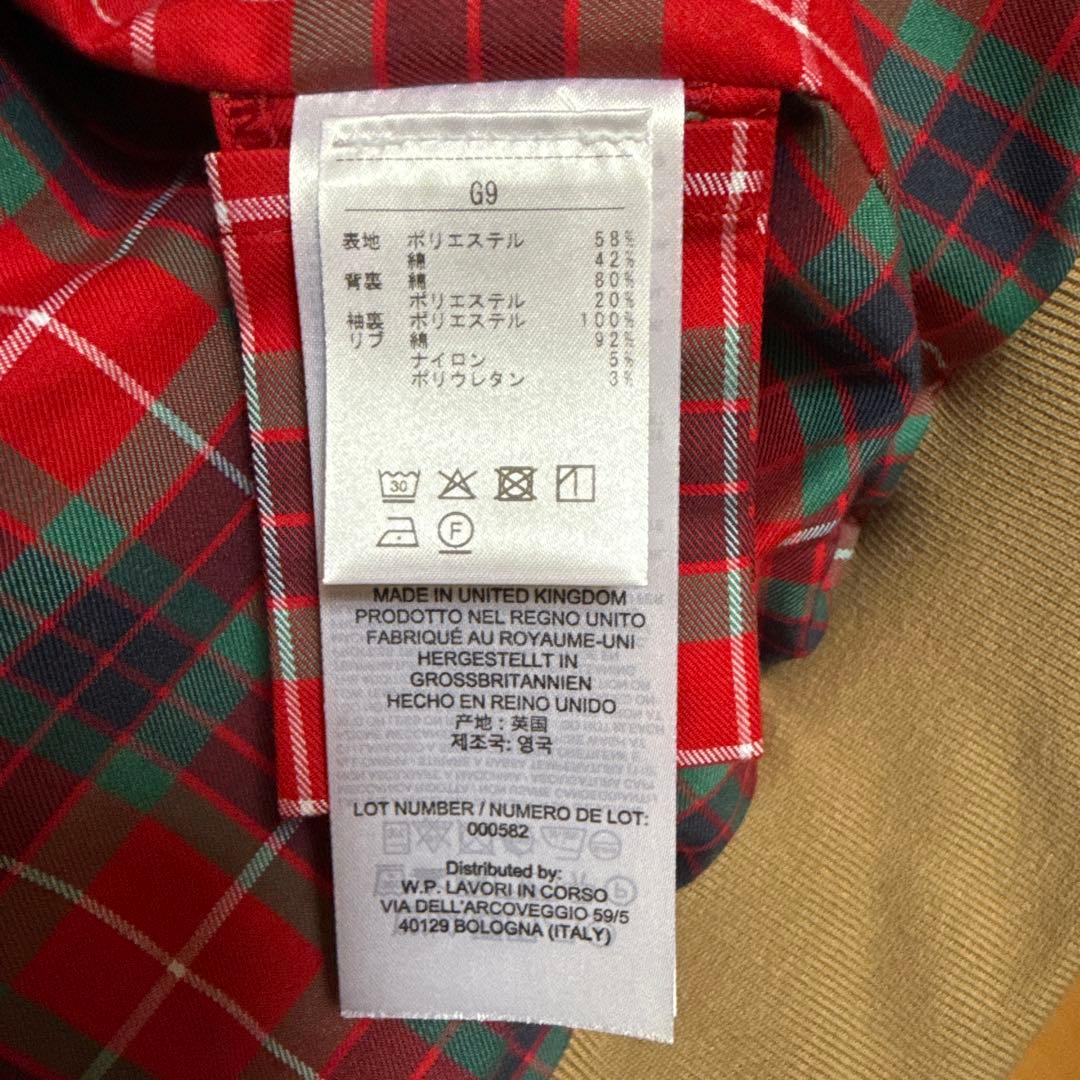 G9
表地 ポリエステル 58%
綿 42%
背裏 綿 80%
ポリエステル 20%
袖裏 ポリエステル 100%
リブ 綿 92%
ナイロン 5%
ポリウレタン 3%
30
F
MADE IN UNITED KINGDOM
PRODOTTO NEL REGNO UNITO
FABRIQUÉ AU ROYAUME-UNI
HERGESTELLT IN
GROSSBRITANNIEN
HECHO EN REINO UNIDO
产地 : 英国
제조국: 영국
LOT NUMBER / NUMERO DE LOT:
000582
Distributed by:
W.P. LAVORI IN CORSO
VIA DELL'ARCOVEGGIO 59/5
40129 BOLOGNA (ITALY)